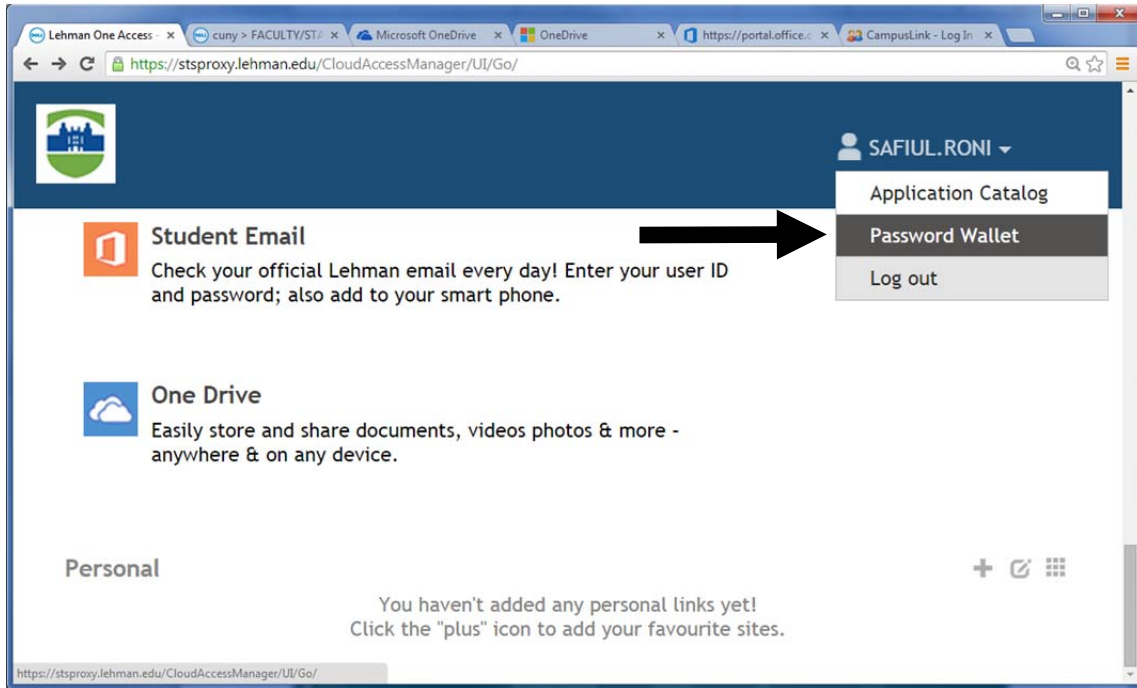 Lehman One Access -
cuny > FACULTY/STA
Microsoft OneDrive
OneDrive
https://portal.office.c
CampusLink - Log In
https://stsproxy.lehman.edu/CloudAccessManager/UI/Go/
SAFIUL.RONI
Application Catalog
Password Wallet
Log out
Student Email
Check your official Lehman email every day! Enter your user ID
and password; also add to your smart phone.
One Drive
Easily store and share documents, videos photos & more -
anywhere & on any device.
Personal
You haven't added any personal links yet!
Click the "plus" icon to add your favourite sites.
https://stsproxy.lehman.edu/CloudAccessManager/UI/Go/